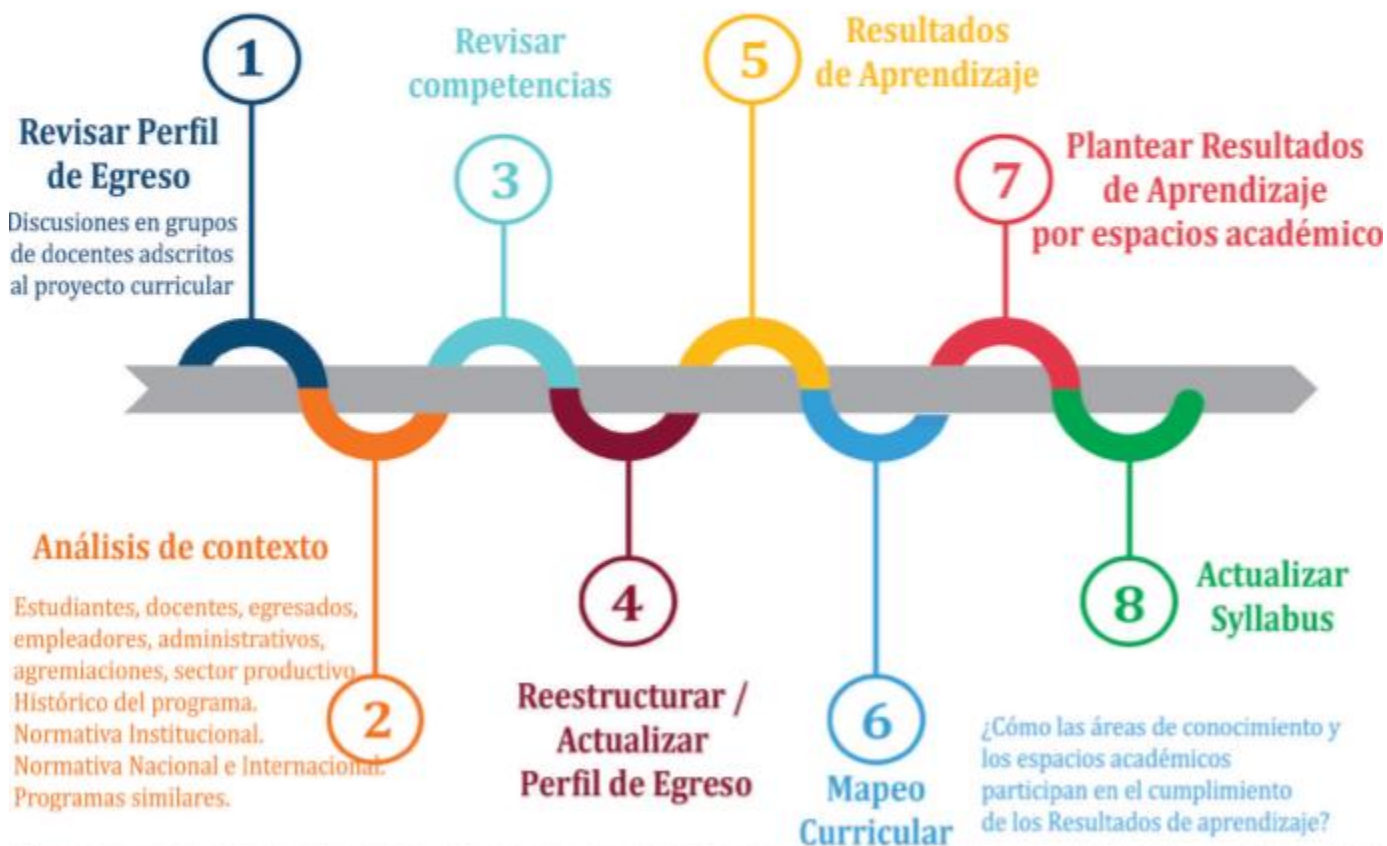 1
Revisar Perfil
de Egreso
Discusiones en grupos
de docentes adscritos
al proyecto curricular
Análisis de contexto
Estudiantes, docentes, egresados,
empleadores, administrativos,
agremiaciones, sector productivo
Histórico del programa.
Normativa Institucional.
Normativa Nacional e Internacional.
Programas similares.
2
Revisar
competencias
3
4
Reestructurar /
Actualizar
Perfil de Egreso
5
Resultados
de Aprendizaje
6
Mapeo
Curricular
¿Cómo las áreas de conocimiento y
los espacios académicos
participan en el cumplimiento
de los Resultados de aprendizaje?
7
Plantear Resultados
de Aprendizaje
por espacios académico
8
Actualizar
Syllabus